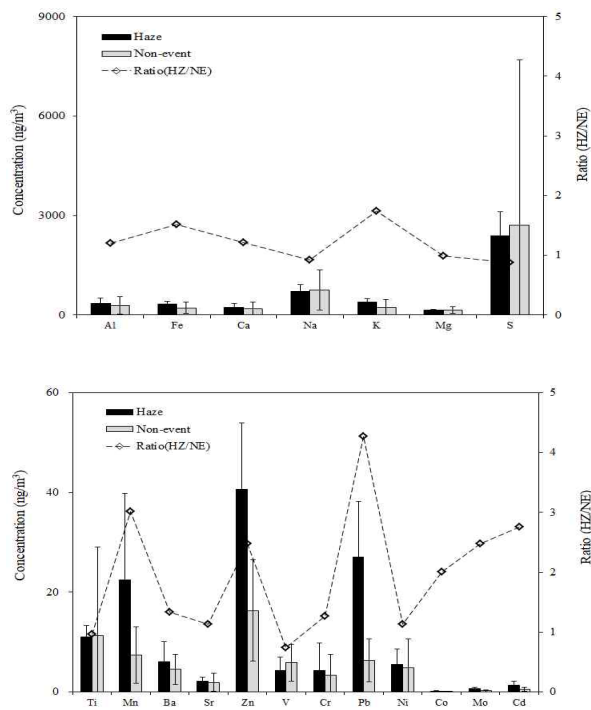 9000
6000
3000
0
Concentration (ng/m³)
Haze
Non-event
Ratio(HZ/NE)
5
4
3
2
1
0
Ratio (HZ/NE)
Al Fe Ca Na K Mg S
60
40
20
0
Concentration (ng/m³)
Haze
Non-event
Ratio(HZ/NE)
5
4
3
2
1
0
Ratio (HZ/NE)
Ti Mn Ba Sr Zn V Cr Pb Ni Co Mo Cd